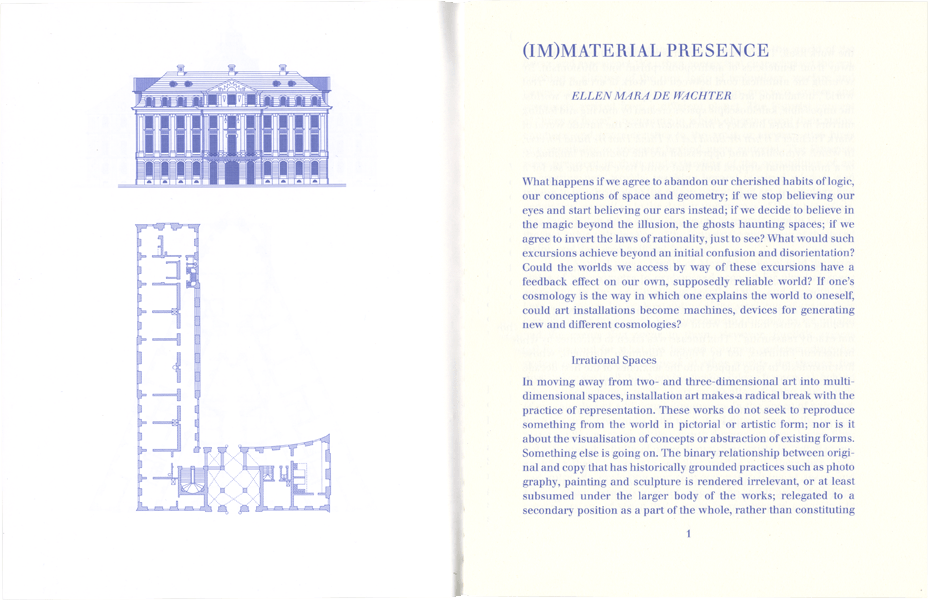 (IM)MATERIAL PRESENCE
ELLEN MARA DE WACHTER
What happens if we agree to abandon our cherished habits of logic,
our conceptions of space and geometry; if we stop believing our
eyes and start believing our ears instead; if we decide to believe in
the magic beyond the illusion, the ghosts haunting spaces; if we
agree to invert the laws of rationality, just to see? What would such
excursions achieve beyond an initial confusion and disorientation?
Could the worlds we access by way of these excursions have a
feedback effect on our own, supposedly reliable world? If one's
cosmology is the way in which one explains the world to oneself,
could art installations become machines, devices for generating
new and different cosmologies?
Irrational Spaces
In moving away from two- and three-dimensional art into multi-
dimensional spaces, installation art makes a radical break with the
practice of representation. These works do not seek to reproduce
something from the world in pictorial or artistic form; nor is it
about the visualisation of concepts or abstraction of existing forms.
Something else is going on. The binary relationship between origi-
nal and copy that has historically grounded practices such as photo
graphy, painting and sculpture is rendered irrelevant, or at least
subsumed under the larger body of the works; relegated to a
secondary position as a part of the whole, rather than constituting
1